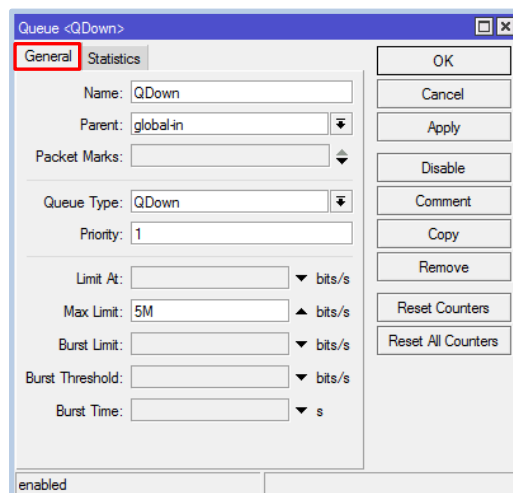 Queue <QDown>
General Statistics
Name: QDown
Parent: global-in
Packet Marks:
Queue Type: QDown
Priority: 1
Limit At: bits/s
Max Limit: 5M bits/s
Burst Limit: bits/s
Burst Threshold: bits/s
Burst Time: s
OK
Cancel
Apply
Disable
Comment
Copy
Remove
Reset Counters
Reset All Counters
enabled